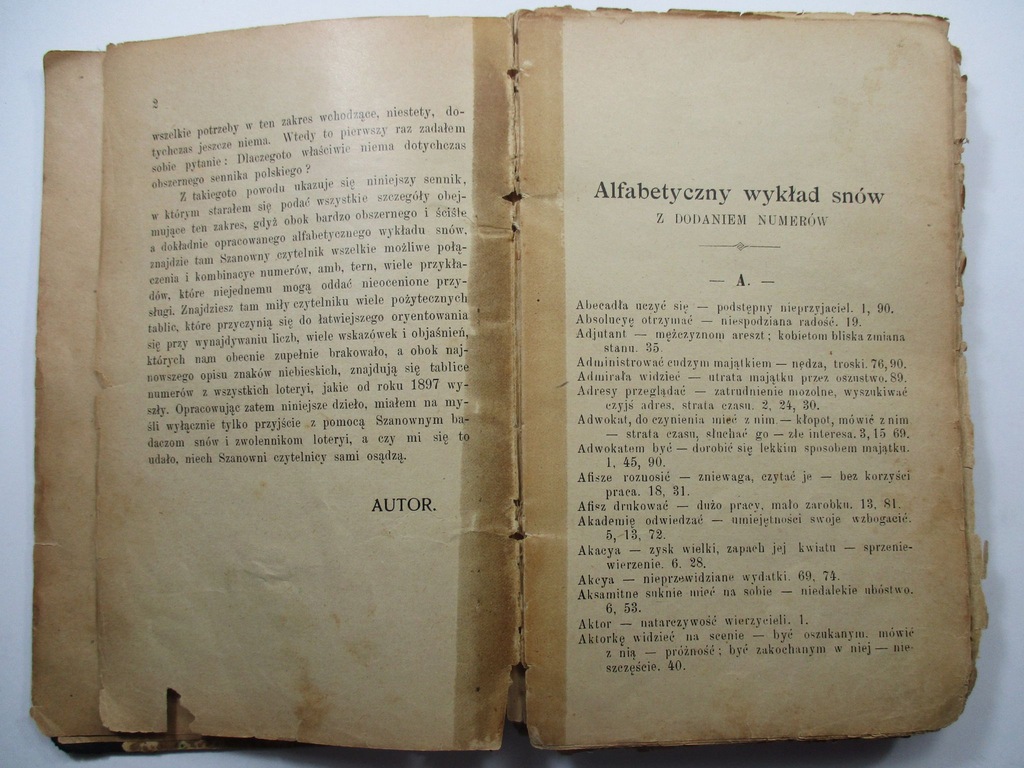 2
wszelkie potrzeby w ten zakres wchodzące, niestety, do-
tychczas jeszcze niema. Wtedy to pierwszy raz zadałem
sobie pytanie: Dlaczegoto właściwie niema dotychczas
obszernego sennika polskiego?
Z takiegoto powodu ukazuje się niniejszy sennik,
w którym starałem się podać wszystkie szczegóły obej-
mujące ten zakres, gdyż obok bardzo obszernego i ściśle
a dokładnie opracowanego alfabetycznego wykładu snów,
znajdzie tam Szanowny czytelnik wszelkie możliwe połą-
czenia i kombinacye numerów, amb, tern, wiele przykła-
dów, które niejednemu mogą oddać nieocenione przy-
sługi. Znajdziesz tam miły czytelniku wiele pożytecznych
tablic, które przyczynią się do łatwiejszego oryentowania
się przy wynajdywaniu liczb, wiele wskazówek i objaśnień,
których nam obecnie zupełnie brakowało, a obok naj-
nowszego opisu znaków niebieskich, znajdują się tablice
numerów z wszystkich loteryi, jakie od roku 1897 wy-
szły. Opracowując zatem niniejsze dzieło, miałem na my-
śli wyłącznie tylko przyjście z pomocą Szanownym ba-
daczom snów i zwolennikom loteryi, a czy mi się to
udało, niech Szanowni czytelnicy sami osądzą.
AUTOR.
Alfabetyczny wykład snów
Z DODANIEM NUMERÓW
— A. —
Abecadła uczyć się — podstępny nieprzyjaciel. 1, 90.
Absolucyę otrzymać — niespodziana radość. 19.
Adjutant — mężczyznom areszt; kobietom bliska zmiana
stanu. 35.
Administrować cudzym majątkiem — nędza, troski. 76, 90.
Admirała widzieć — utrata majątku przez oszustwo. 89.
Adresy przeglądać — zatrudnienie mozolne, wyszukiwać
czyjś adres, strata czasu. 2, 24, 30.
Adwokat, do czynienia mieć z nim — kłopot, mówić z nim
— strata czasu, słuchać go — złe interesa. 3, 15 69.
Adwokatem być — dorobić się lekkim sposobem majątku.
1, 45, 90.
Afisze roznosić — zniewaga, czytać je — bez korzyści
praca. 18, 31.
Afisz drukować — dużo pracy, mało zarobku. 13, 81.
Akademię odwiedzać — umiejętności swoje wzbogacić.
5, 13, 72.
Akacya — zysk wielki, zapach jej kwiatu — sprzenie-
wierzenie. 6. 28.
Akcya — nieprzewidziane wydatki. 69, 74.
Aksamitne suknie mieć na sobie — niedalekie ubóstwo.
6, 53.
Aktor — natarczywość wierzycieli. 1.
Aktorkę widzieć na scenie — być oszukanym. mówić
z nią — próżność; być zakochanym w niej — nie-
szczęście. 40.